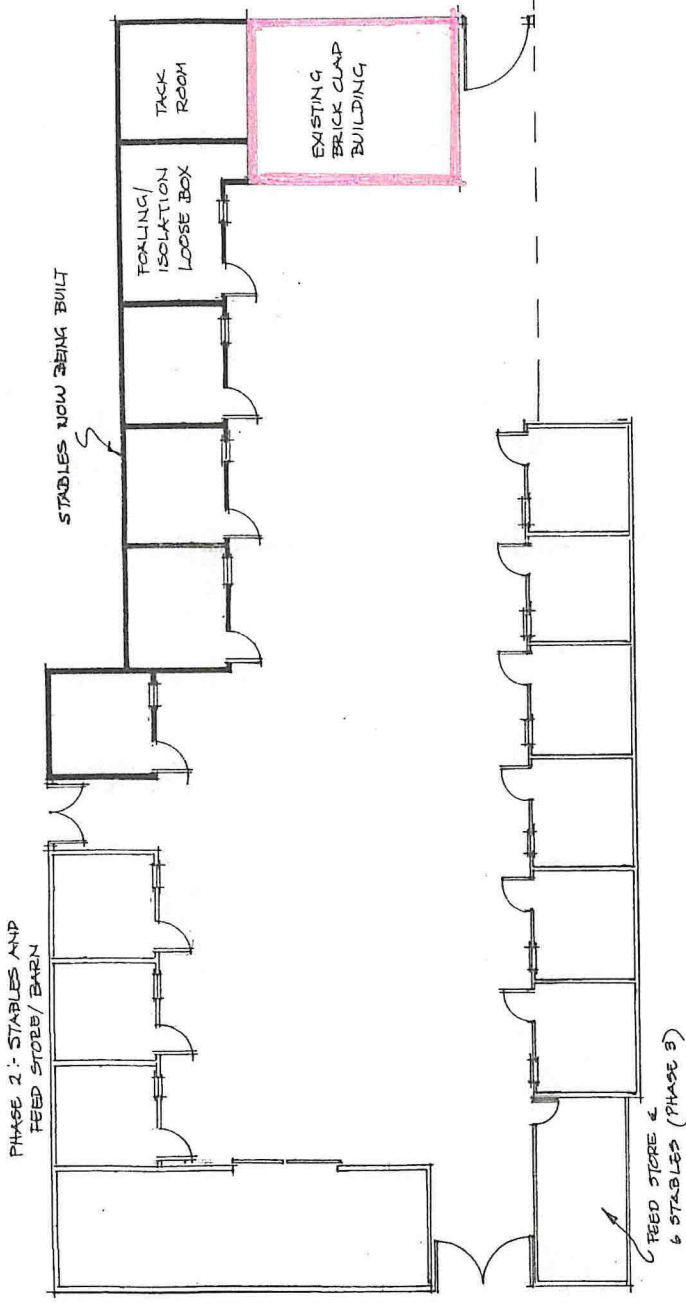 PHASE 2:- STABLES AND
FEED STORE/ BARN
STABLES NOW BEING BUILT
TACK
ROOM
FOALING/
ISOLATION
LOOSE BOX
EXISTING
BRICK CLAD
BUILDING
FEED STORE &
6 STABLES (PHASE 3)